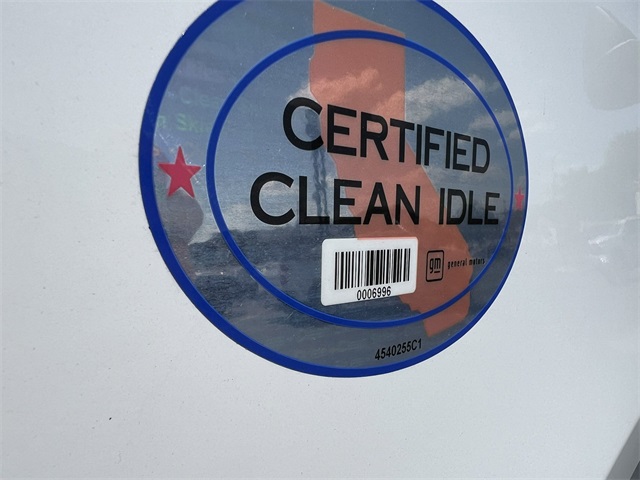 CERTIFIED
CLEAN IDLE
gm general motors
0006996
4540255C1